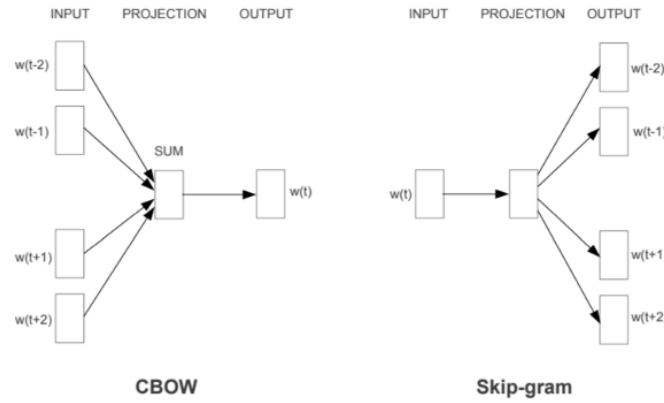 INPUT PROJECTION OUTPUT
w(t-2)
w(t-1)
SUM
w(t)
w(t+1)
w(t+2)
CBOW
INPUT PROJECTION OUTPUT
w(t-2)
w(t-1)
w(t)
w(t+1
w(t+2
Skip-gram